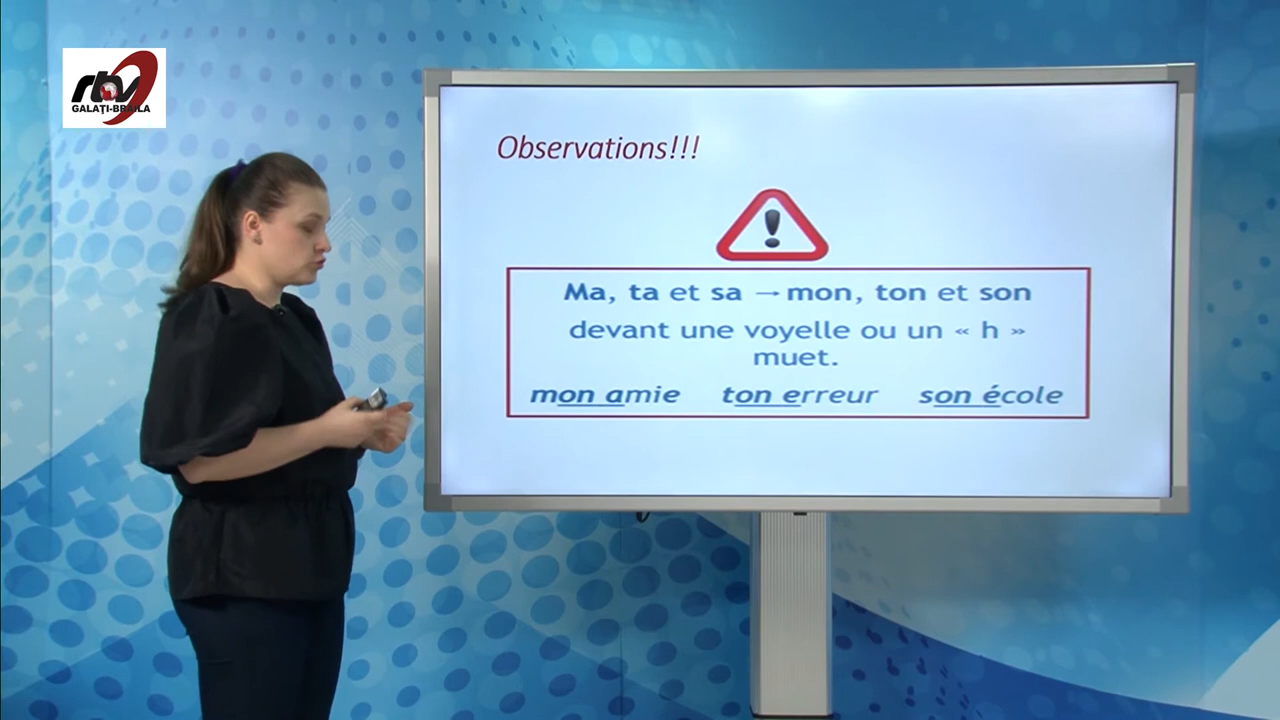 rtv
GALAŢI-BRĂILA
Observations!!!
Ma, ta et sa → mon, ton et son
devant une voyelle ou un « h »
muet.
mon amie ton erreur son école